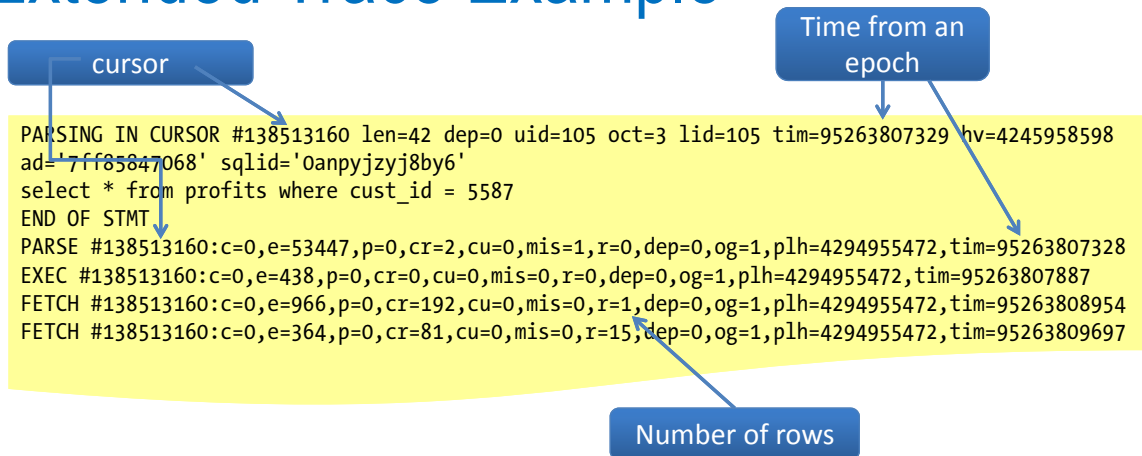 Extended Trace Example
Time from an
epoch
cursor
PARSING IN CURSOR #138513160 len=42 dep=0 uid=105 oct=3 lid=105 tim=95263807329 hv=4245958598
ad='7ff85847068' sqlid='0anpyjzyj8by6'
select * from profits where cust_id = 5587
END OF STMT
PARSE #138513160:c=0,e=53447,p=0,cr=2,cu=0,mis=1,r=0,dep=0,og=1,plh=4294955472,tim=95263807328
EXEC #138513160:c=0,e=438,p=0,cr=0,cu=0,mis=0,r=0,dep=0,og=1,plh=4294955472,tim=95263807887
FETCH #138513160:c=0,e=966,p=0,cr=192,cu=0,mis=0,r=1,dep=0,og=1,plh=4294955472,tim=95263808954
FETCH #138513160:c=0,e=364,p=0,cr=81,cu=0,mis=0,r=15,dep=0,og=1,plh=4294955472,tim=95263809697
Number of rows